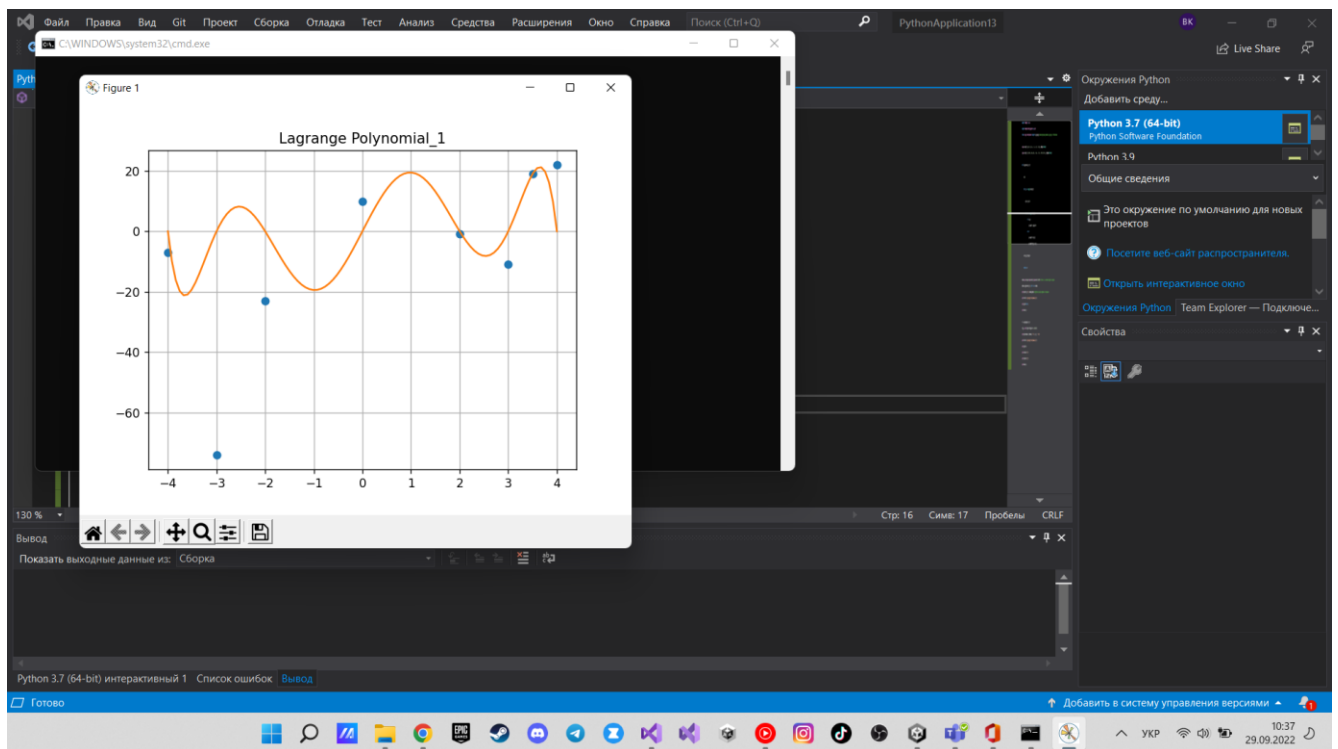 Файл Правка Вид Git Проект Сборка Отладка Тест Анализ Средства Расширения Окно Справка Поиск (Ctrl+Q) PythonApplication13 ВК
C:\WINDOWS\system32\cmd.exe
Live Share
Pyth
Figure 1
Lagrange Polynomial_1
20
0
−20
−40
−60
−4 −3 −2 −1 0 1 2 3 4
Окружения Python
Добавить среду...
Python 3.7 (64-bit)
Python Software Foundation
Python 3.9
Общие сведения
Это окружение по умолчанию для новых
проектов
Посетите веб-сайт распространителя.
Открыть интерактивное окно
Окружения Python Team Explorer — Подключе...
Свойства
130 % Стр: 16 Симв: 17 Пробелы CRLF
Вывод
Показать выходные данные из: Сборка
Python 3.7 (64-bit) интерактивный 1 Список ошибок Вывод
Готово Добавить в систему управления версиями 1
EPIC GAMES
УКР 10:37
29.09.2022